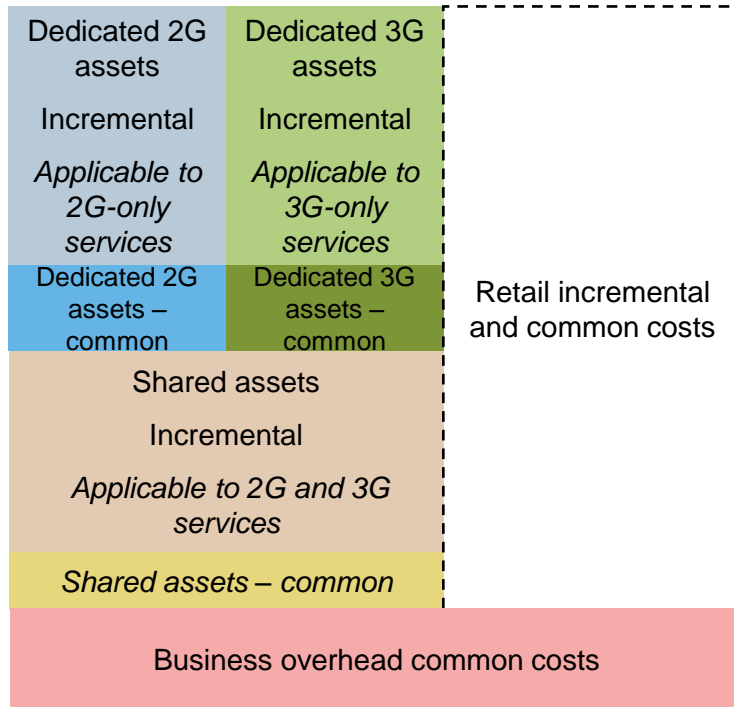 Dedicated 2G
assets
Incremental
Applicable to
2G-only
services
Dedicated 3G
assets
Incremental
Applicable to
3G-only
services
Dedicated 2G
assets –
common
Dedicated 3G
assets –
common
Retail incremental
and common costs
Shared assets
Incremental
Applicable to 2G and 3G
services
Shared assets – common
Business overhead common costs